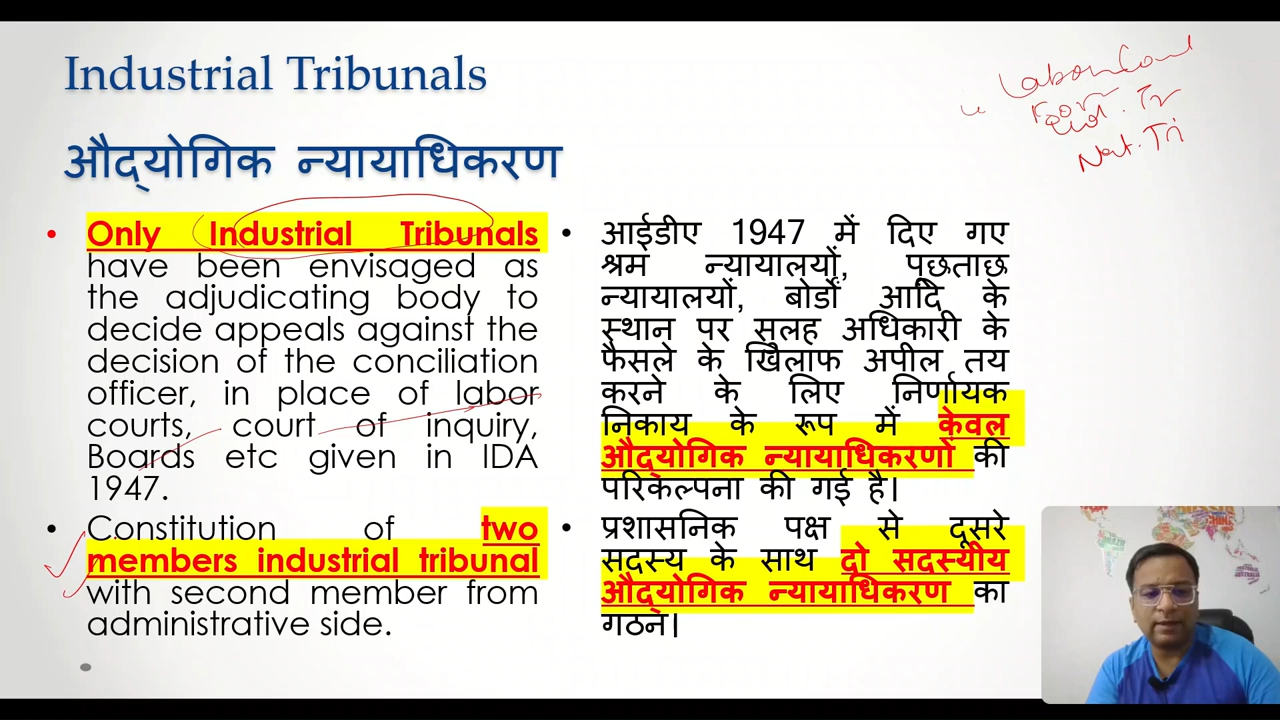 Industrial Tribunals
औद्योगिक न्यायाधिकरण
• Only Industrial Tribunals
have been envisaged as
the adjudicating body to
decide appeals against the
decision of the conciliation
officer, in place of labor
courts, court of inquiry,
Boards etc given in IDA
1947.
• Constitution of two
members industrial tribunal
with second member from
administrative side.
• आईडीए 1947 में दिए गए
श्रम न्यायालयों, पूछताछ
न्यायालयों, बोर्डों आदि के
स्थान पर सुलह अधिकारी के
फैसले के खिलाफ अपील तय
करने के लिए निर्णायक
निकाय के रूप में केवल
औद्योगिक न्यायाधिकरणों की
परिकल्पना की गई है।
• प्रशासनिक पक्ष से दूसरे
सदस्य के साथ दो सदस्यीय
औद्योगिक न्यायाधिकरण का
गठन।
Nat. Tri